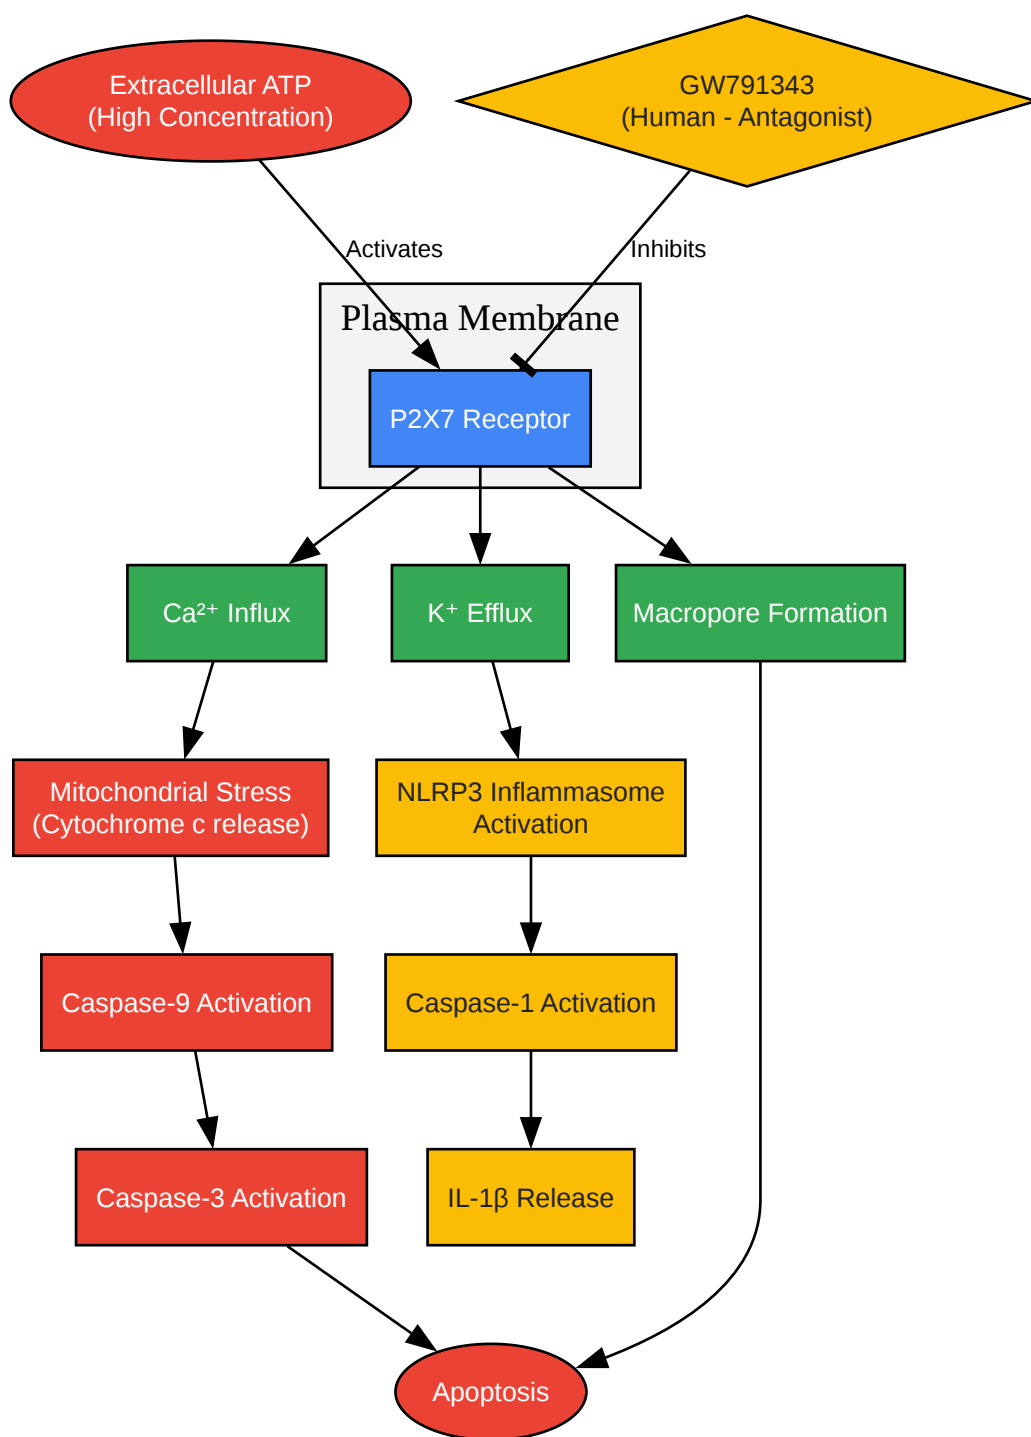 Extracellular ATP
(High Concentration)
GW791343
(Human - Antagonist)
Activates
Inhibits
Plasma Membrane
P2X7 Receptor
Ca²⁺ Influx
K⁺ Efflux
Macropore Formation
Mitochondrial Stress
(Cytochrome c release)
NLRP3 Inflammasome
Activation
Caspase-9 Activation
Caspase-1 Activation
Caspase-3 Activation
IL-1β Release
Apoptosis